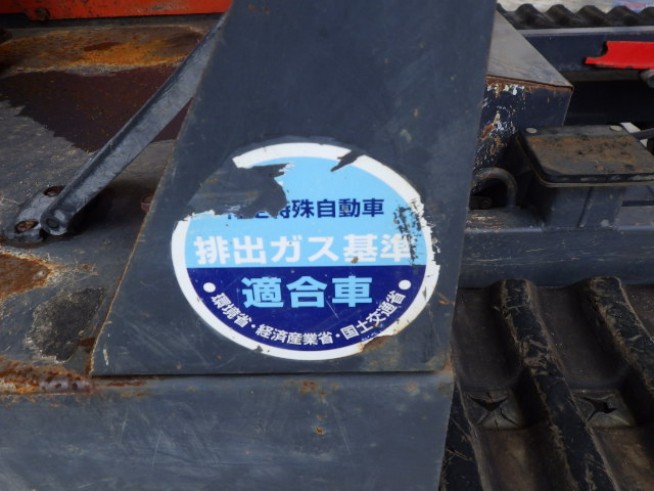 特殊自動車
排出ガス基準
適合車
環境省・経済産業省・国土交通省